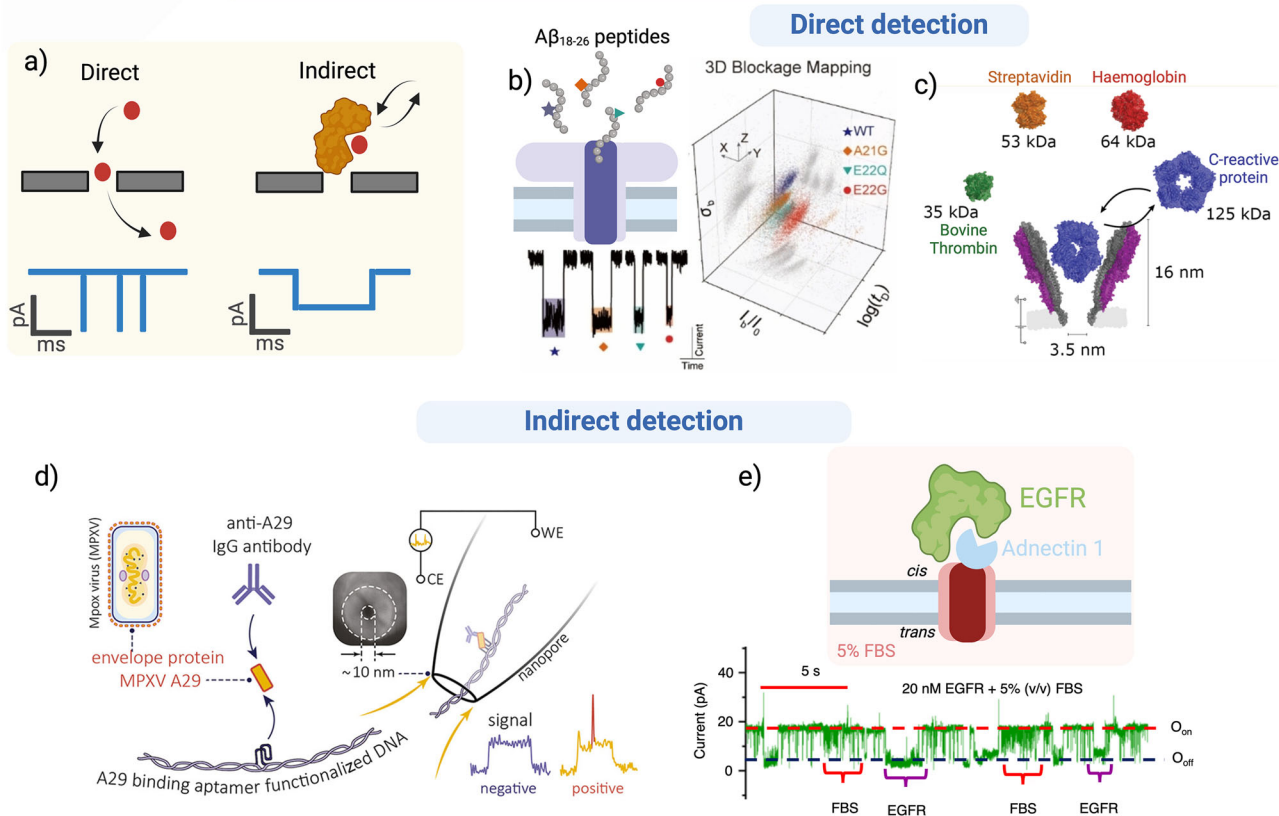 Direct detection
a)
Direct
Indirect
pA
ms
pA
ms
b)
Aβ18-26 peptides
3D Blockage Mapping
X
Z
Y
WT
A21G
E22Q
E22G
σb
Ib/I0
log(tb)
Current
Time
c)
Streptavidin
53 kDa
Haemoglobin
64 kDa
C-reactive
protein
125 kDa
35 kDa
Bovine
Thrombin
16 nm
3.5 nm
Indirect detection
d)
Mpox virus (MPXV)
anti-A29
IgG antibody
envelope protein
MPXV A29
A29 binding aptamer functionalized DNA
WE
CE
~10 nm
nanopore
signal
negative
positive
e)
EGFR
Adnectin 1
cis
trans
5% FBS
Current (pA)
40
20
0
5 s
20 nM EGFR + 5% (v/v) FBS
Oon
Ooff
FBS
EGFR
FBS
EGFR